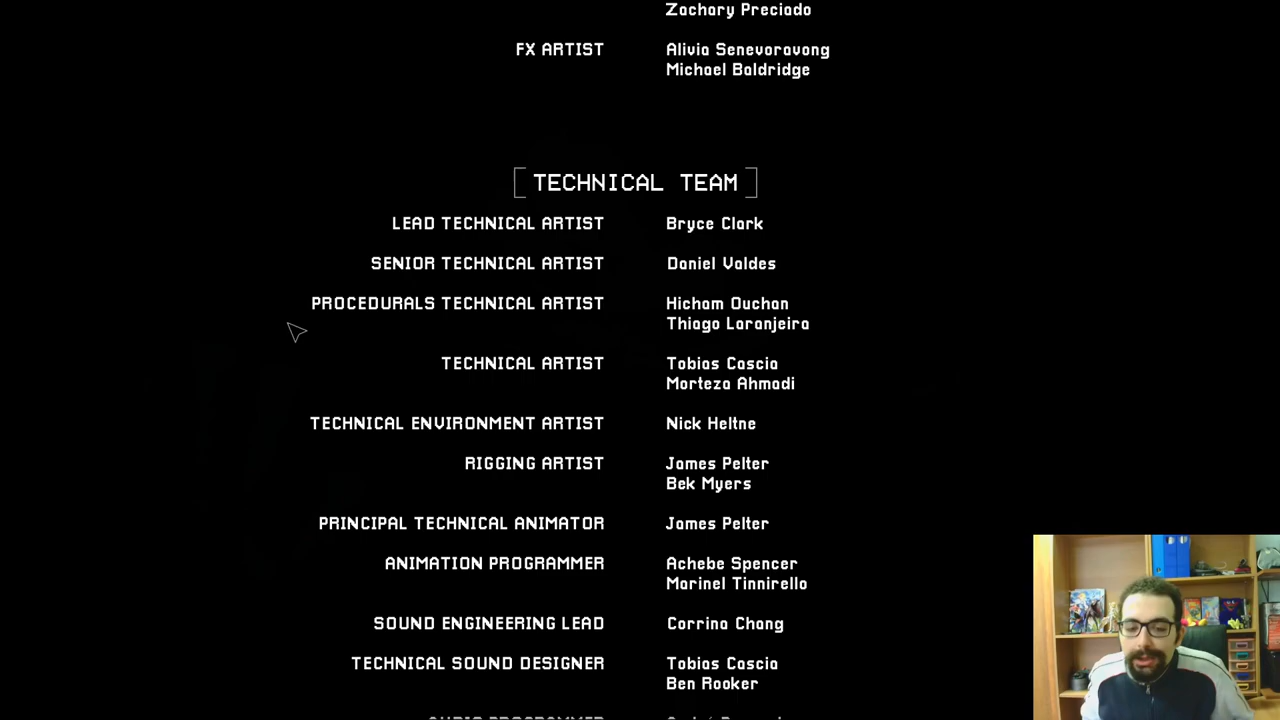 Zachary Preciado
FX ARTIST Alivia Senevoravong
Michael Baldridge
TECHNICAL TEAM
LEAD TECHNICAL ARTIST Bryce Clark
SENIOR TECHNICAL ARTIST Daniel Valdes
PROCEDURALS TECHNICAL ARTIST Hicham Ouchan
Thiago Laranjeira
TECHNICAL ARTIST Tobias Cascia
Morteza Ahmadi
TECHNICAL ENVIRONMENT ARTIST Nick Heltne
RIGGING ARTIST James Pelter
Bek Myers
PRINCIPAL TECHNICAL ANIMATOR James Pelter
ANIMATION PROGRAMMER Achebe Spencer
Marinel Tinnirello
SOUND ENGINEERING LEAD Corrina Chang
TECHNICAL SOUND DESIGNER Tobias Cascia
Ben Rooker
AUDIO PROGRAMMER